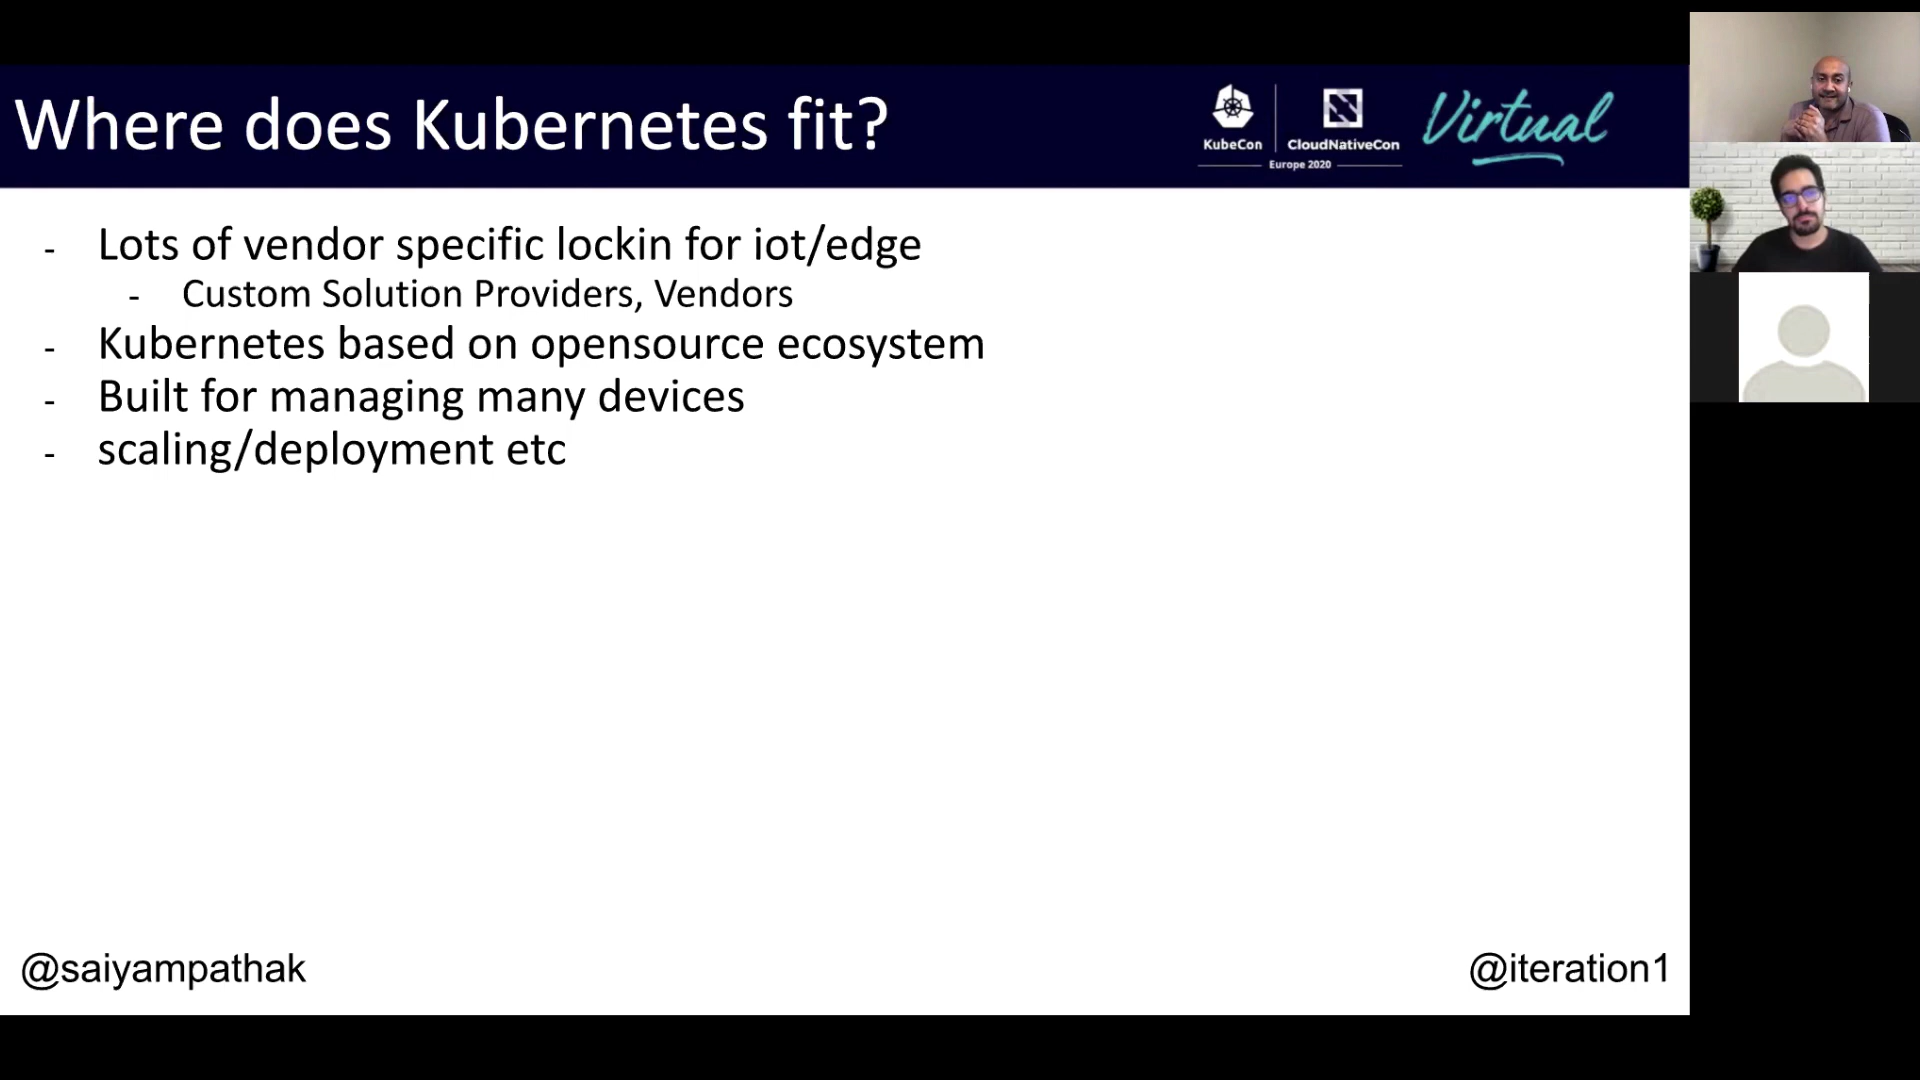 Where does Kubernetes fit?
KubeCon
CloudNativeCon
Europe 2020
Virtual
- Lots of vendor specific lockin for iot/edge
- Custom Solution Providers, Vendors
- Kubernetes based on opensource ecosystem
- Built for managing many devices
- scaling/deployment etc
@saiyampathak
@iteration1